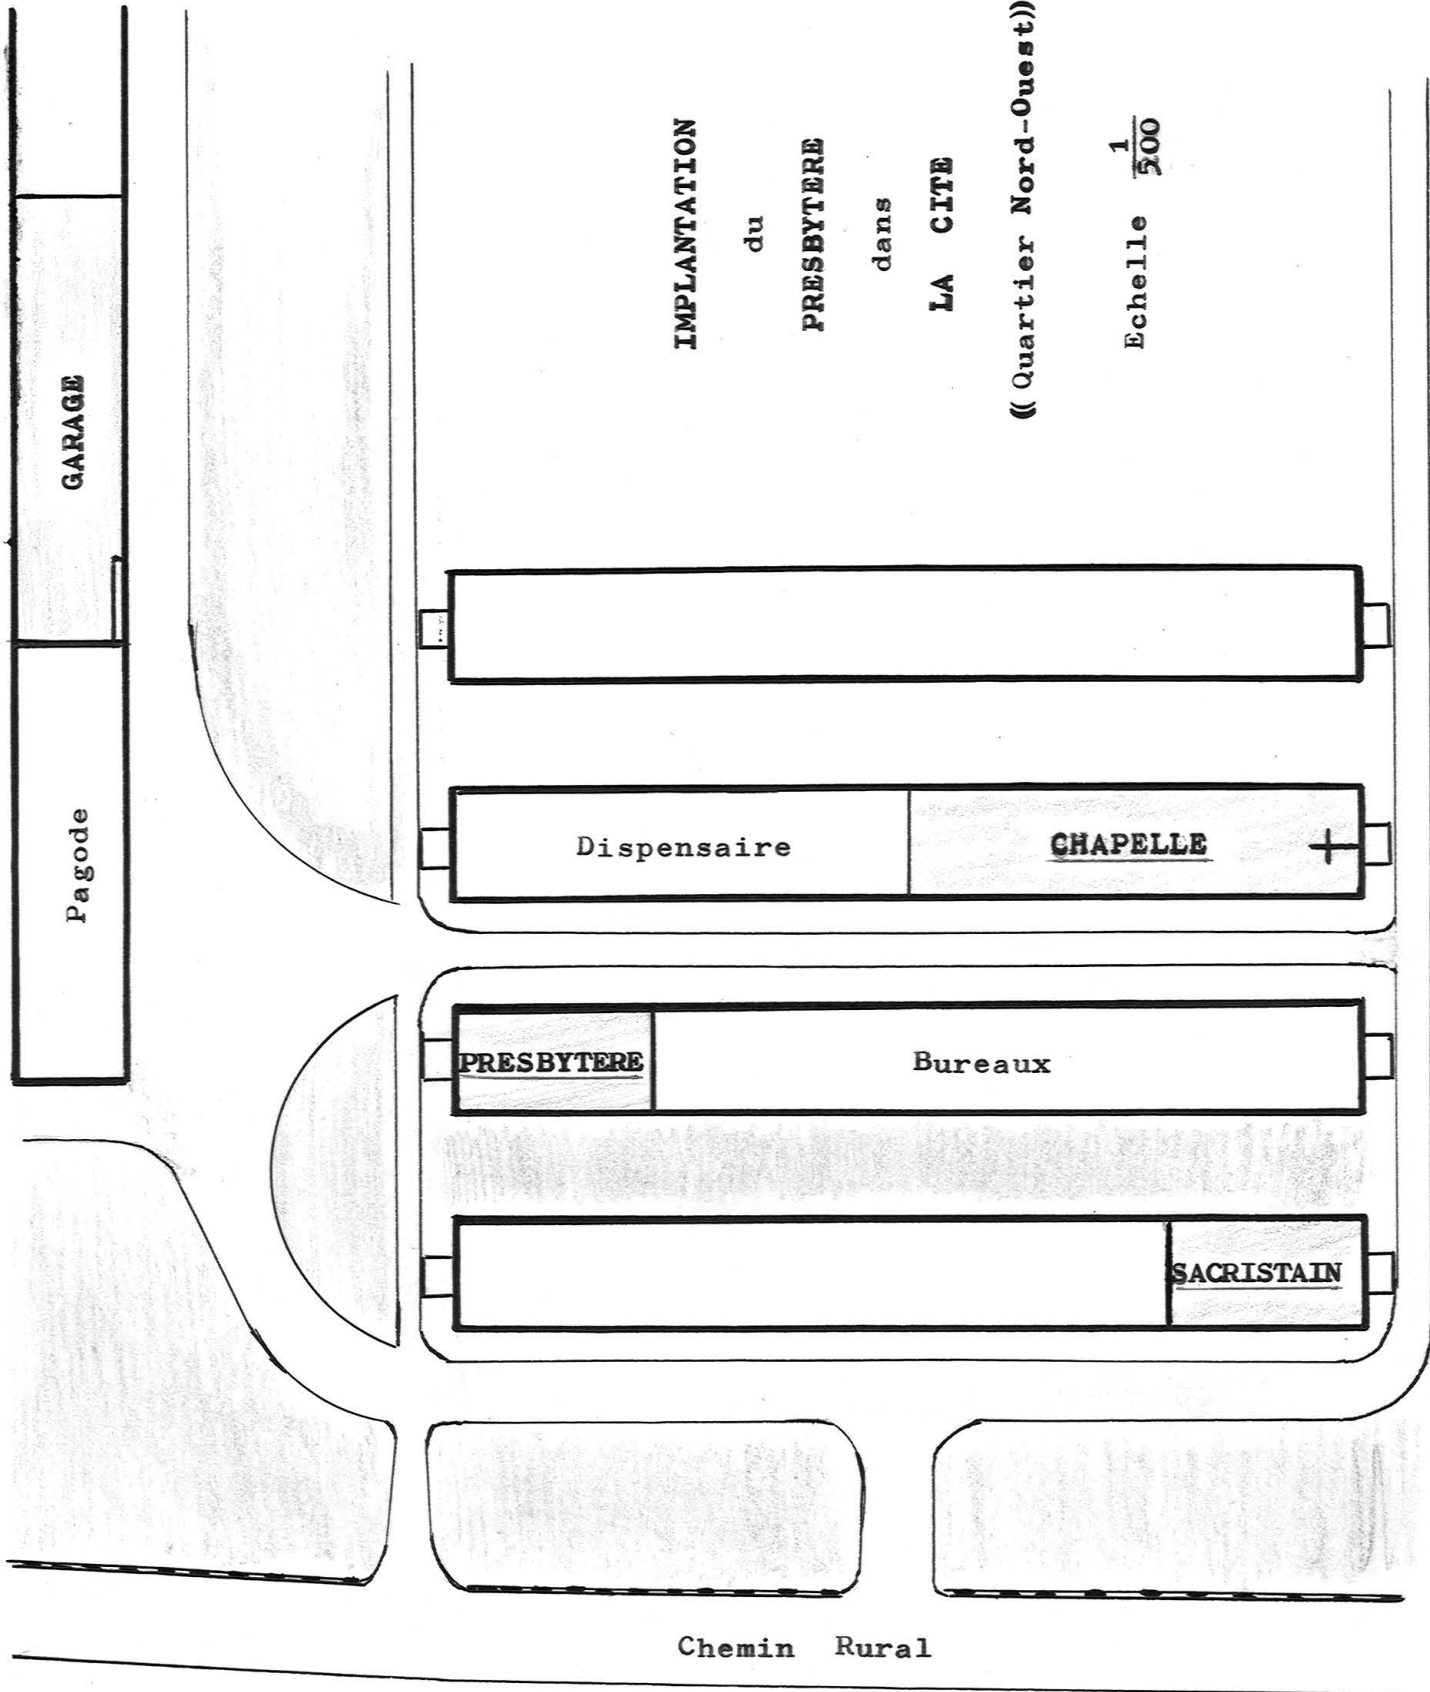 IMPLANTATION
du
PRESBYTERE
dans
LA CITE
(( Quartier Nord-Ouest))
Echelle 1/500
GARAGE
Pagode
Dispensaire
CHAPELLE
PRESBYTERE
Bureaux
SACRISTAIN
Chemin Rural